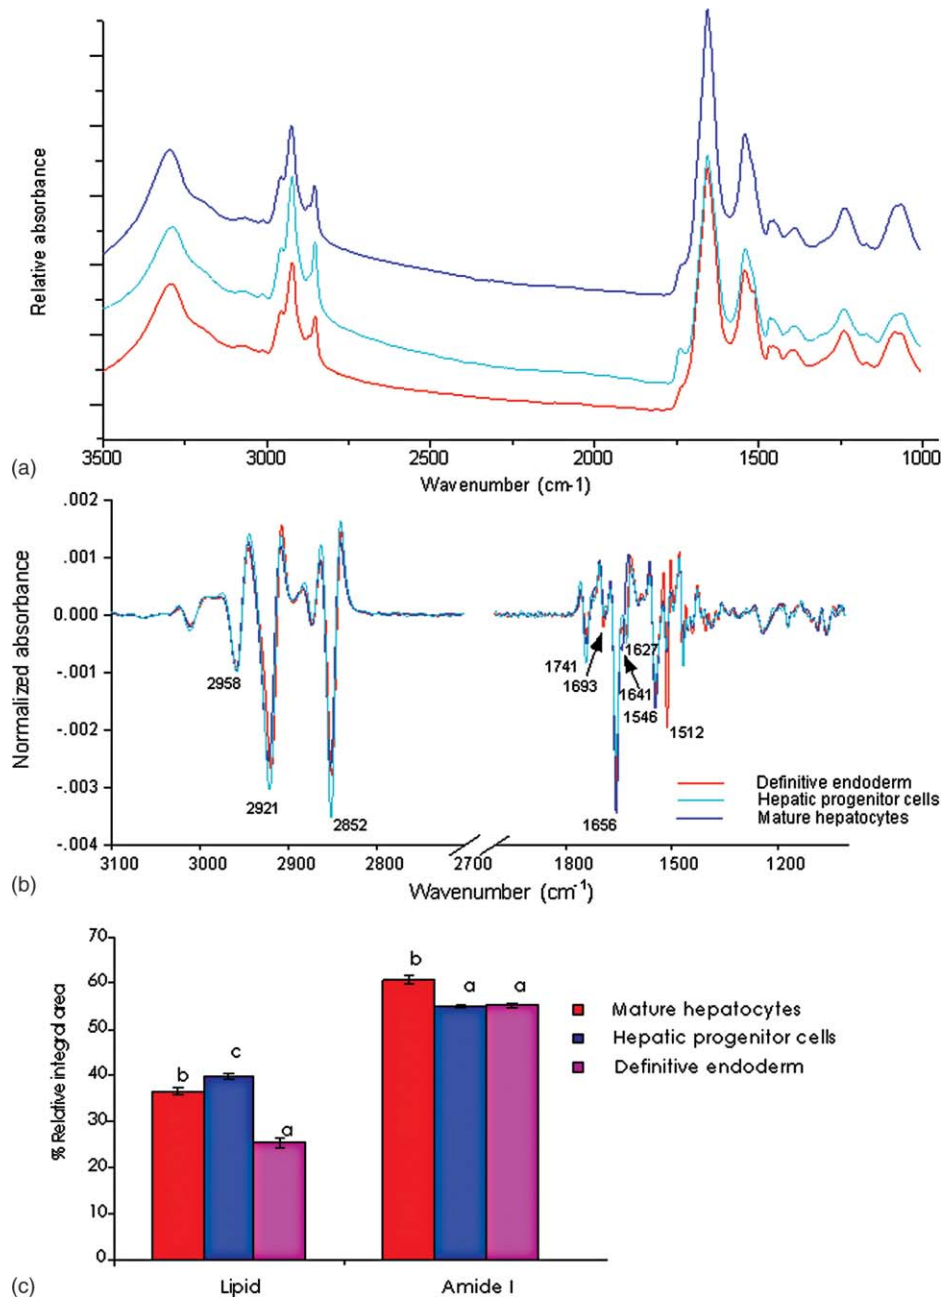 (a)
Relative absorbance
3500 3000 2500 2000 1500 1000
Wavenumber (cm-1)
(b)
.002
.001
0.000
-.001
-.002
-.003
-.004
Normalized absorbance
2958
2921
2852
1741
1693
1627
1641
1546
1512
1656
Definitive endoderm
Hepatic progenitor cells
Mature hepatocytes
3100 3000 2900 2800 2700 1800 1500 1200
Wavenumber (cm-1)
(c)
70
60
50
40
30
20
10
0
% Relative integral area
b
c
a
b
a
a
Mature hepatocytes
Hepatic progenitor cells
Definitive endoderm
Lipid
Amide I